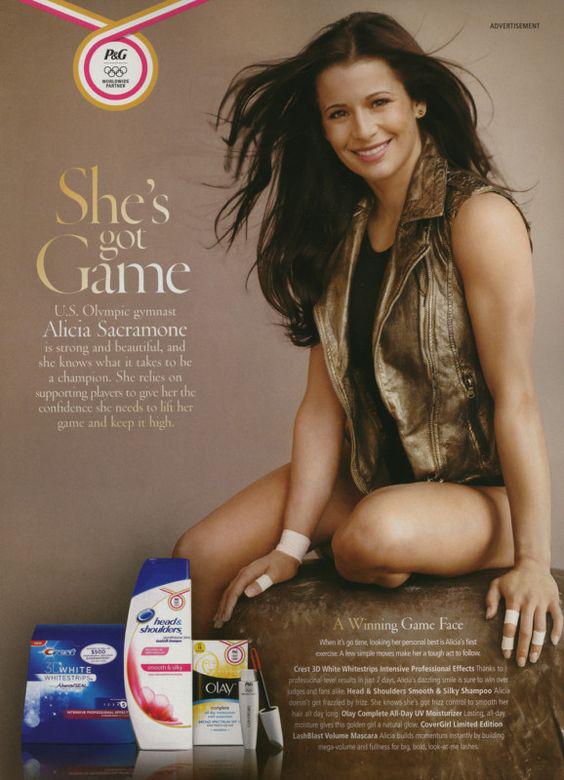 ADVERTISEMENT
P&G
WORLDWIDE
PARTNER
She's
got
Game
U.S. Olympic gymnast
Alicia Sacramone
is strong and beautiful, and
she knows what it takes to be
a champion. She relies on
supporting players to give her the
confidence she needs to lift her
game and keep it high.
Crest
3D WHITE
WHITESTRIPS
Advanced SEAL
INTENSIVE PROFESSIONAL EFFECTS
head&
shoulders
smooth & silky
OLAY
complete
A Winning Game Face
When it's go time, looking her personal best is Alicia's first
exercise. A few simple moves make her a tough act to follow.
Crest 3D White Whitestrips Intensive Professional Effects Thanks to
professional level results in just 7 days, Alicia's dazzling smile is sure to win over
judges and fans alike. Head & Shoulders Smooth & Silky Shampoo Alicia
doesn't get frazzled by frizz. She knows she's got frizz control to smooth her
hair all day long. Olay Complete All-Day UV Moisturizer Lasting, all-day
moisture gives this golden girl a natural glow. CoverGirl Limited Edition
LashBlast Volume Mascara Alicia builds momentum instantly by building
mega-volume and fullness for big, bold, look-at-me lashes.